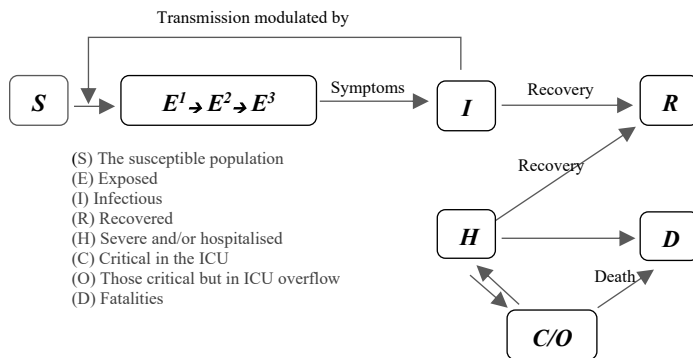 Transmission modulated by
S
E1 → E2 → E3
Symptoms
I
Recovery
R
(S) The susceptible population
(E) Exposed
(I) Infectious
(R) Recovered
(H) Severe and/or hospitalised
(C) Critical in the ICU
(O) Those critical but in ICU overflow
(D) Fatalities
Recovery
H
D
Death
C/O